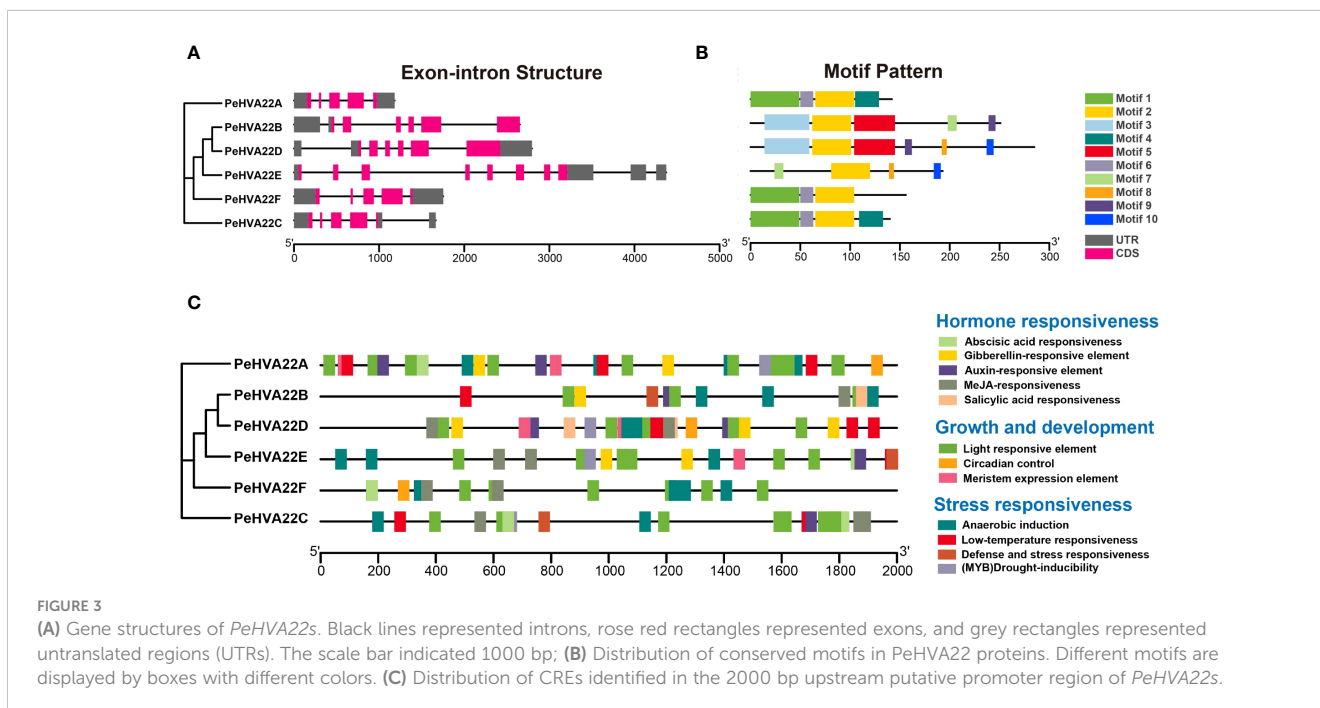 A
Exon-intron Structure
PeHVA22A
PeHVA22B
PeHVA22D
PeHVA22E
PeHVA22F
PeHVA22C
5'
3'
0
1000
2000
3000
4000
5000
B
Motif Pattern
5'
3'
0
50
100
150
200
250
300
Motif 1
Motif 2
Motif 3
Motif 4
Motif 5
Motif 6
Motif 7
Motif 8
Motif 9
Motif 10
UTR
CDS
C
PeHVA22A
PeHVA22B
PeHVA22D
PeHVA22E
PeHVA22F
PeHVA22C
5'
3'
0
200
400
600
800
1000
1200
1400
1600
1800
2000
Hormone responsiveness
Abscisic acid responsiveness
Gibberellin-responsive element
Auxin-responsive element
MeJA-responsiveness
Salicylic acid responsiveness
Growth and development
Light responsive element
Circadian control
Meristem expression element
Stress responsiveness
Anaerobic induction
Low-temperature responsiveness
Defense and stress responsiveness
(MYB)Drought-inducibility
FIGURE 3
(A) Gene structures of PeHVA22s. Black lines represented introns, rose red rectangles represented exons, and grey rectangles represented
untranslated regions (UTRs). The scale bar indicated 1000 bp; (B) Distribution of conserved motifs in PeHVA22 proteins. Different motifs are
displayed by boxes with different colors. (C) Distribution of CREs identified in the 2000 bp upstream putative promoter region of PeHVA22s.